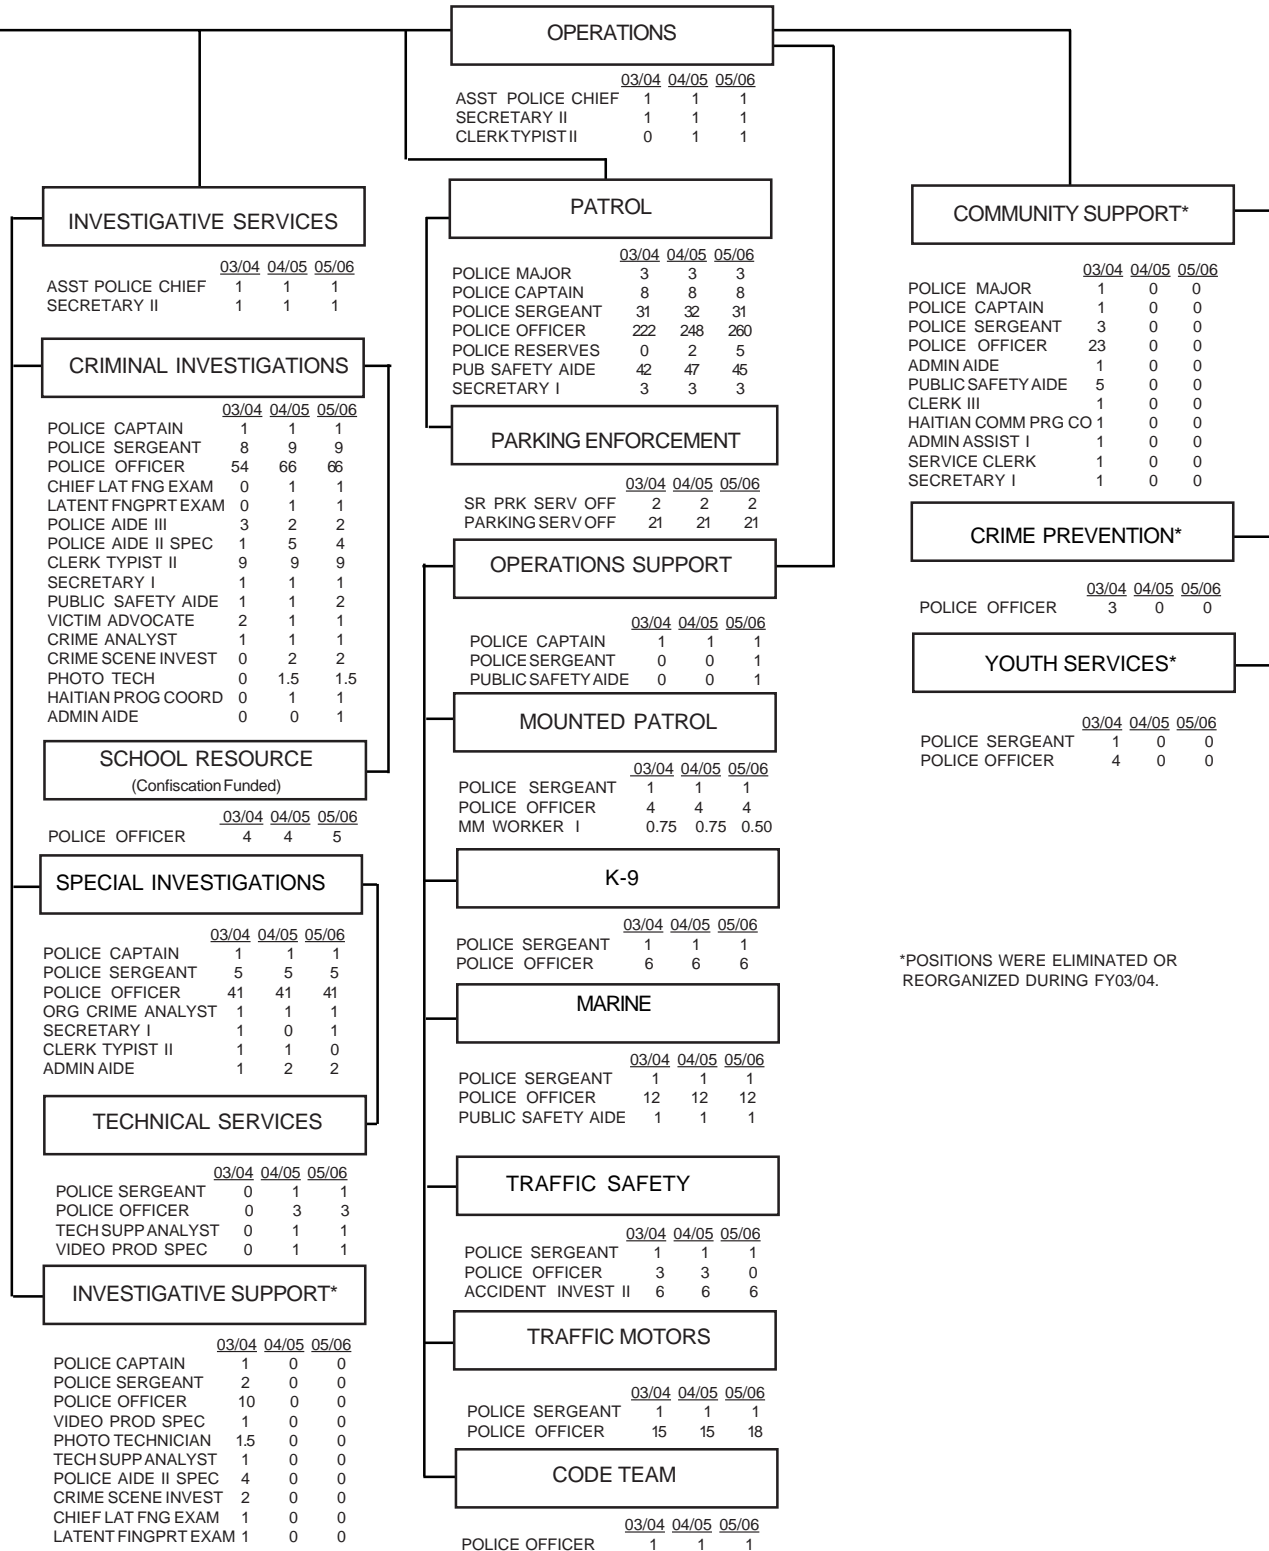 OPERATIONS
03/04 04/05 05/06
ASST POLICE CHIEF 1 1 1
SECRETARY II 1 1 1
CLERK TYPIST II 0 1 1
INVESTIGATIVE SERVICES
03/04 04/05 05/06
ASST POLICE CHIEF 1 1 1
SECRETARY II 1 1 1
CRIMINAL INVESTIGATIONS
03/04 04/05 05/06
POLICE CAPTAIN 1 1 1
POLICE SERGEANT 8 9 9
POLICE OFFICER 54 66 66
CHIEF LAT FNG EXAM 0 1 1
LATENT FNGPRT EXAM 0 1 1
POLICE AIDE III 3 2 2
POLICE AIDE II SPEC 1 5 4
CLERK TYPIST II 9 9 9
SECRETARY I 1 1 1
PUBLIC SAFETY AIDE 1 1 2
VICTIM ADVOCATE 2 1 1
CRIME ANALYST 1 1 1
CRIME SCENE INVEST 0 2 2
PHOTO TECH 0 1.5 1.5
HAITIAN PROG COORD 0 1 1
ADMIN AIDE 0 0 1
SCHOOL RESOURCE
(Confiscation Funded)
03/04 04/05 05/06
POLICE OFFICER 4 4 5
SPECIAL INVESTIGATIONS
03/04 04/05 05/06
POLICE CAPTAIN 1 1 1
POLICE SERGEANT 5 5 5
POLICE OFFICER 41 41 41
ORG CRIME ANALYST 1 1 1
SECRETARY I 1 0 1
CLERK TYPIST II 1 1 0
ADMIN AIDE 1 2 2
TECHNICAL SERVICES
03/04 04/05 05/06
POLICE SERGEANT 0 1 1
POLICE OFFICER 0 3 3
TECH SUPP ANALYST 0 1 1
VIDEO PROD SPEC 0 1 1
INVESTIGATIVE SUPPORT*
03/04 04/05 05/06
POLICE CAPTAIN 1 0 0
POLICE SERGEANT 2 0 0
POLICE OFFICER 10 0 0
VIDEO PROD SPEC 1 0 0
PHOTO TECHNICIAN 1.5 0 0
TECH SUPP ANALYST 1 0 0
POLICE AIDE II SPEC 4 0 0
CRIME SCENE INVEST 2 0 0
CHIEF LAT FNG EXAM 1 0 0
LATENT FINGPRT EXAM 1 0 0
PATROL
03/04 04/05 05/06
POLICE MAJOR 3 3 3
POLICE CAPTAIN 8 8 8
POLICE SERGEANT 31 32 31
POLICE OFFICER 222 248 260
POLICE RESERVES 0 2 5
PUB SAFETY AIDE 42 47 45
SECRETARY I 3 3 3
PARKING ENFORCEMENT
03/04 04/05 05/06
SR PRK SERV OFF 2 2 2
PARKING SERV OFF 21 21 21
OPERATIONS SUPPORT
03/04 04/05 05/06
POLICE CAPTAIN 1 1 1
POLICE SERGEANT 0 0 1
PUBLIC SAFETY AIDE 0 0 1
MOUNTED PATROL
03/04 04/05 05/06
POLICE SERGEANT 1 1 1
POLICE OFFICER 4 4 4
MM WORKER I 0.75 0.75 0.50
K-9
03/04 04/05 05/06
POLICE SERGEANT 1 1 1
POLICE OFFICER 6 6 6
MARINE
03/04 04/05 05/06
POLICE SERGEANT 1 1 1
POLICE OFFICER 12 12 12
PUBLIC SAFETY AIDE 1 1 1
TRAFFIC SAFETY
03/04 04/05 05/06
POLICE SERGEANT 1 1 1
POLICE OFFICER 3 3 0
ACCIDENT INVEST II 6 6 6
TRAFFIC MOTORS
03/04 04/05 05/06
POLICE SERGEANT 1 1 1
POLICE OFFICER 15 15 18
CODE TEAM
03/04 04/05 05/06
POLICE OFFICER 1 1 1
COMMUNITY SUPPORT*
03/04 04/05 05/06
POLICE MAJOR 1 0 0
POLICE CAPTAIN 1 0 0
POLICE SERGEANT 3 0 0
POLICE OFFICER 23 0 0
ADMIN AIDE 1 0 0
PUBLIC SAFETY AIDE 5 0 0
CLERK III 1 0 0
HAITIAN COMM PRG CO 1 0 0
ADMIN ASSIST I 1 0 0
SERVICE CLERK 1 0 0
SECRETARY I 1 0 0
CRIME PREVENTION*
03/04 04/05 05/06
POLICE OFFICER 3 0 0
YOUTH SERVICES*
03/04 04/05 05/06
POLICE SERGEANT 1 0 0
POLICE OFFICER 4 0 0
*POSITIONS WERE ELIMINATED OR
REORGANIZED DURING FY03/04.